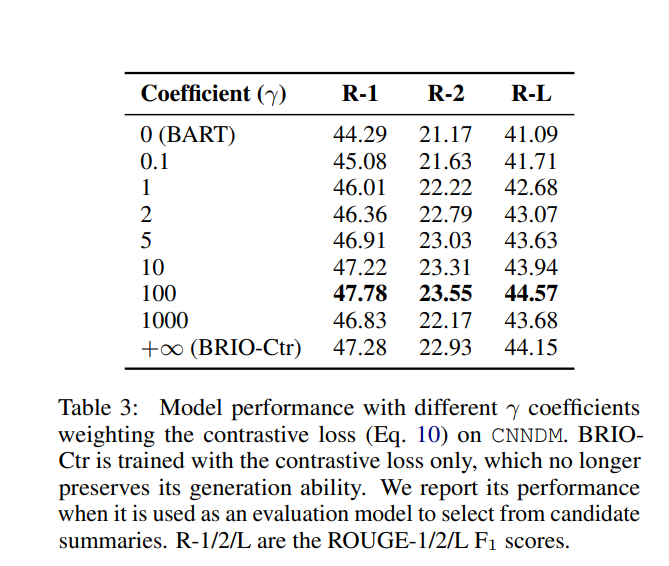 Coefficient (γ) R-1 R-2 R-L
0 (BART) 44.29 21.17 41.09
0.1 45.08 21.63 41.71
1 46.01 22.22 42.68
2 46.36 22.79 43.07
5 46.91 23.03 43.63
10 47.22 23.31 43.94
100 47.78 23.55 44.57
1000 46.83 22.17 43.68
+∞ (BRIO-Ctr) 47.28 22.93 44.15
Table 3: Model performance with different γ coefficients
weighting the contrastive loss (Eq. 10) on CNNDM. BRIO-
Ctr is trained with the contrastive loss only, which no longer
preserves its generation ability. We report its performance
when it is used as an evaluation model to select from candidate
summaries. R-1/2/L are the ROUGE-1/2/L F₁ scores.